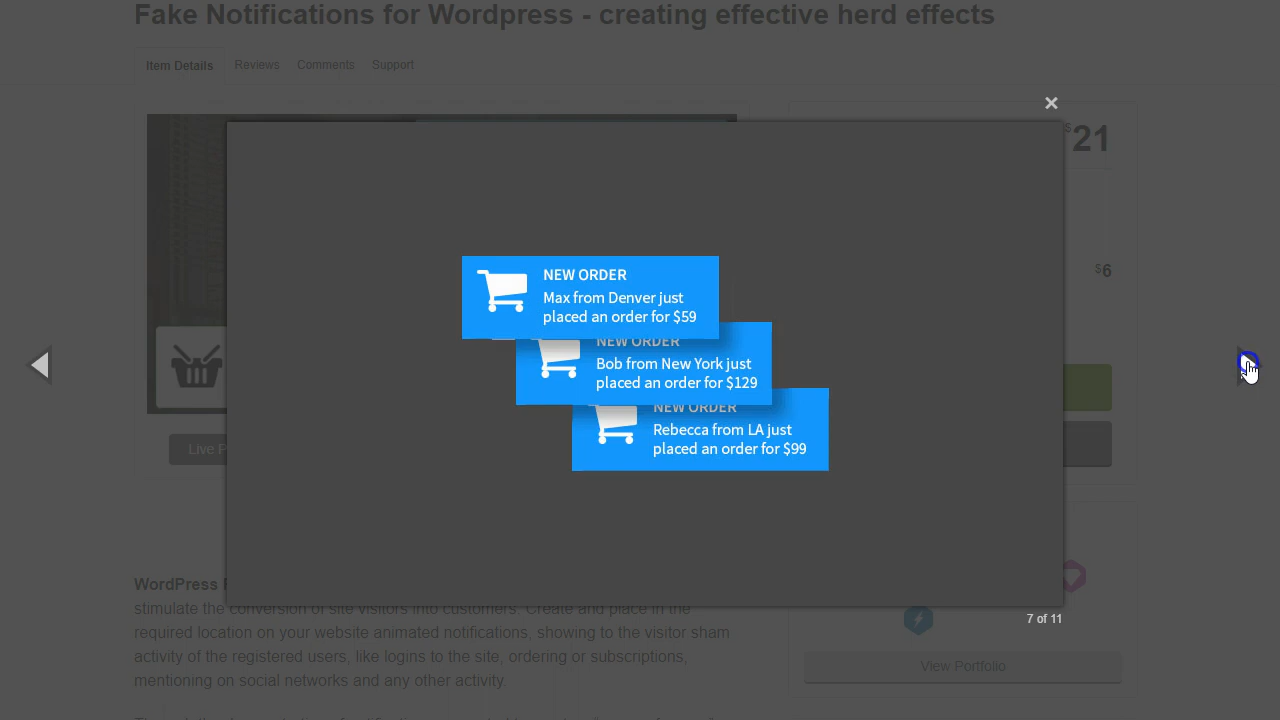 Fake Notifications for Wordpress - creating effective herd effects
Item Details Reviews Comments Support
$21
NEW ORDER
Max from Denver just
placed an order for $59
$6
NEW ORDER
Bob from New York just
placed an order for $129
NEW ORDER
Rebecca from LA just
placed an order for $99
Live P
WordPress
stimulate the conversion of site visitors into customers. Create and place in the
required location on your website animated notifications, showing to the visitor sham
activity of the registered users, like logins to the site, ordering or subscriptions,
mentioning on social networks and any other activity.
7 of 11
View Portfolio